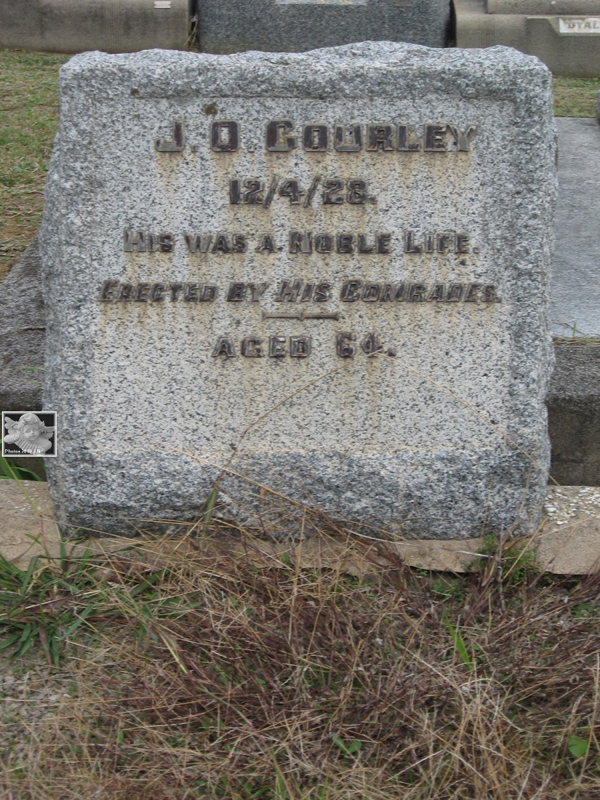 J. O. GOURLEY
12/4/28.
HIS WAS A NOBLE LIFE.
ERECTED BY HIS COMRADES.
AGED 64.